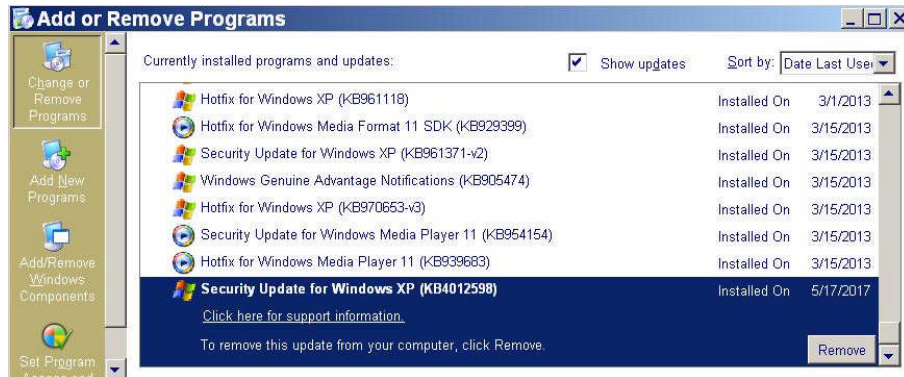 Add or Remove Programs
Change or
Remove
Programs
Add New
Programs
Add/Remove
Windows
Components
Set Program
Currently installed programs and updates:
Show updates
Sort by: Date Last Use
Hotfix for Windows XP (KB961118) Installed On 3/1/2013
Hotfix for Windows Media Format 11 SDK (KB929399) Installed On 3/15/2013
Security Update for Windows XP (KB961371-v2) Installed On 3/15/2013
Windows Genuine Advantage Notifications (KB905474) Installed On 3/15/2013
Hotfix for Windows XP (KB970653-v3) Installed On 3/15/2013
Security Update for Windows Media Player 11 (KB954154) Installed On 3/15/2013
Hotfix for Windows Media Player 11 (KB939683) Installed On 3/15/2013
Security Update for Windows XP (KB4012598) Installed On 5/17/2017
Click here for support information.
To remove this update from your computer, click Remove.
Remove